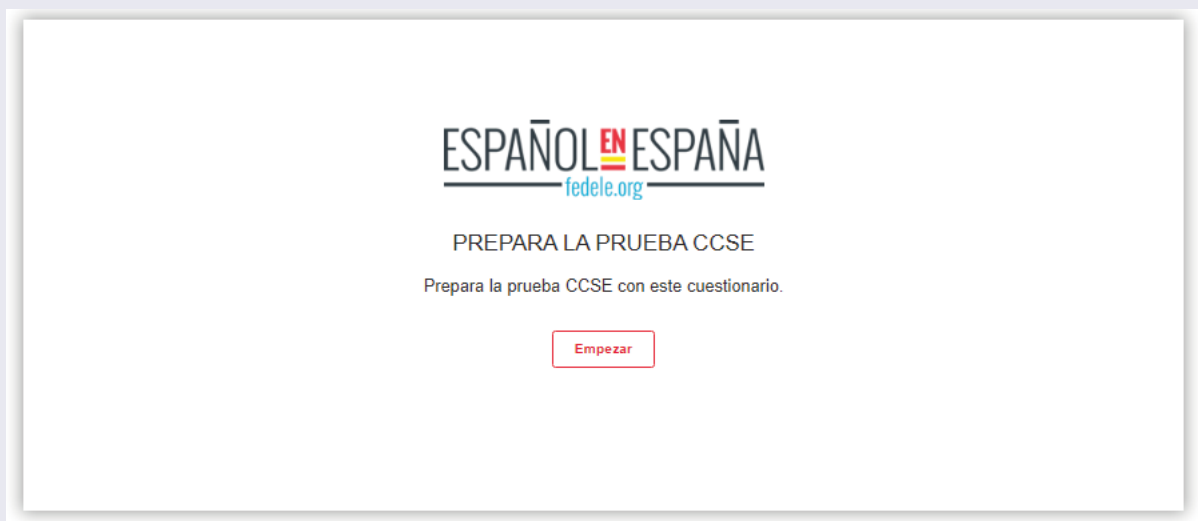 ESPAÑOL EN ESPAÑA
fedele.org
PREPARA LA PRUEBA CCSE
Prepara la prueba CCSE con este cuestionario.
Empezar